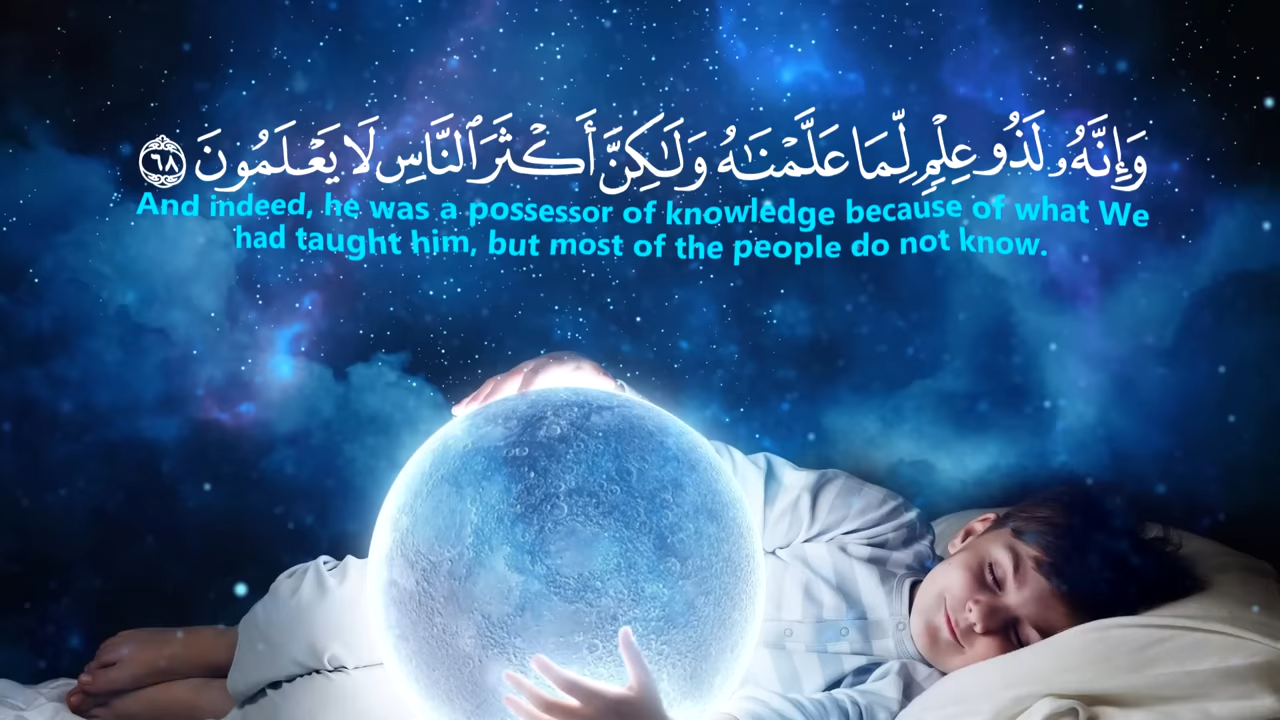 وَإِنَّهُۥ لَذُو عِلْمٍ لِّمَا عَلَّمْنَـٰهُ وَلَـٰكِنَّ أَكْثَرَ ٱلنَّاسِ لَا يَعْلَمُونَ ٦٨
And indeed, he was a possessor of knowledge because of what We
had taught him, but most of the people do not know.